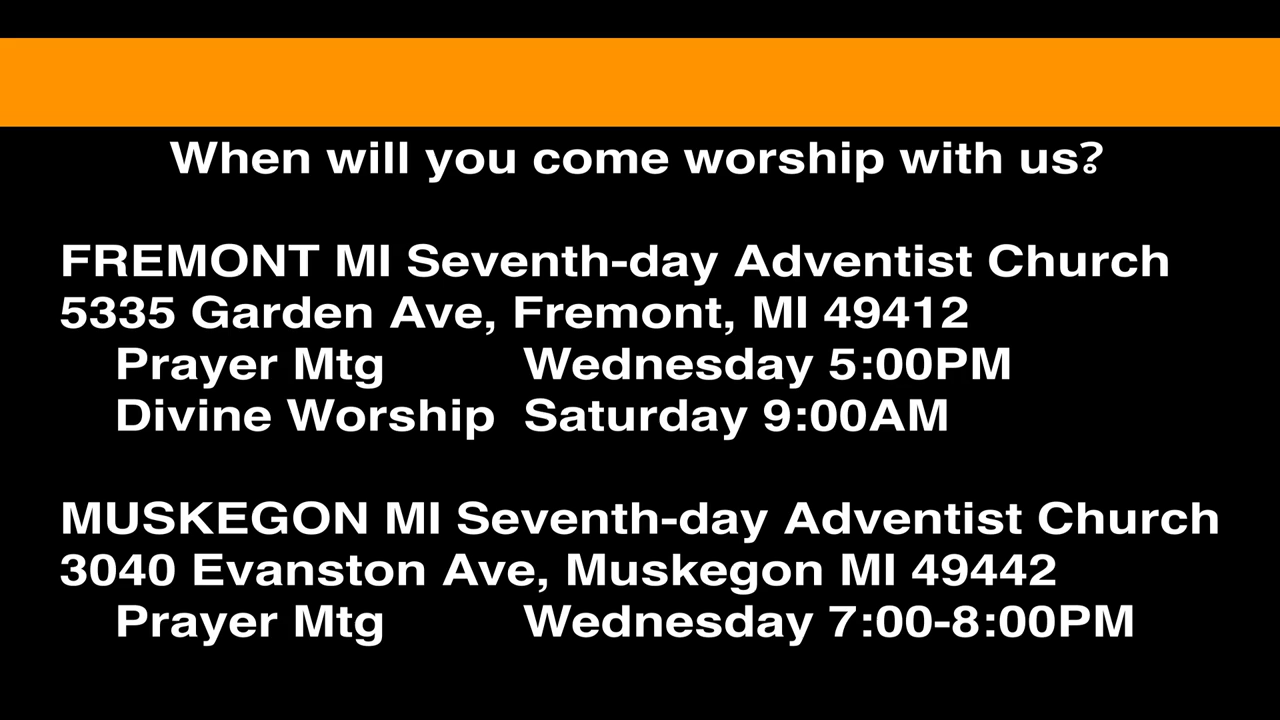 When will you come worship with us?
FREMONT MI Seventh-day Adventist Church
5335 Garden Ave, Fremont, MI 49412
Prayer Mtg Wednesday 5:00PM
Divine Worship Saturday 9:00AM
MUSKEGON MI Seventh-day Adventist Church
3040 Evanston Ave, Muskegon MI 49442
Prayer Mtg Wednesday 7:00-8:00PM